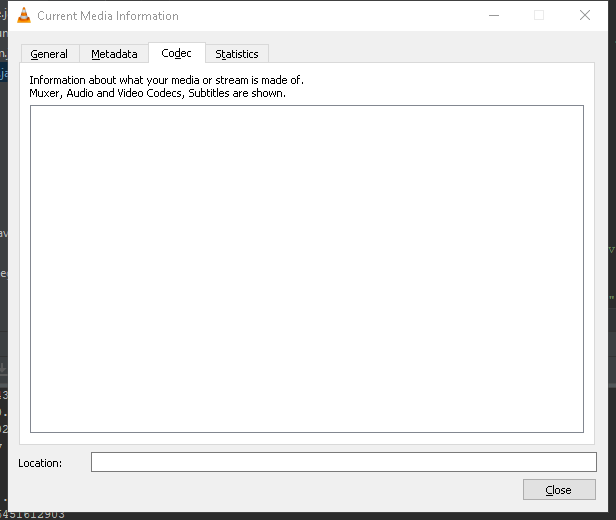 Current Media Information
General Metadata Codec Statistics
Information about what your media or stream is made of.
Muxer, Audio and Video Codecs, Subtitles are shown.
Location:
Close